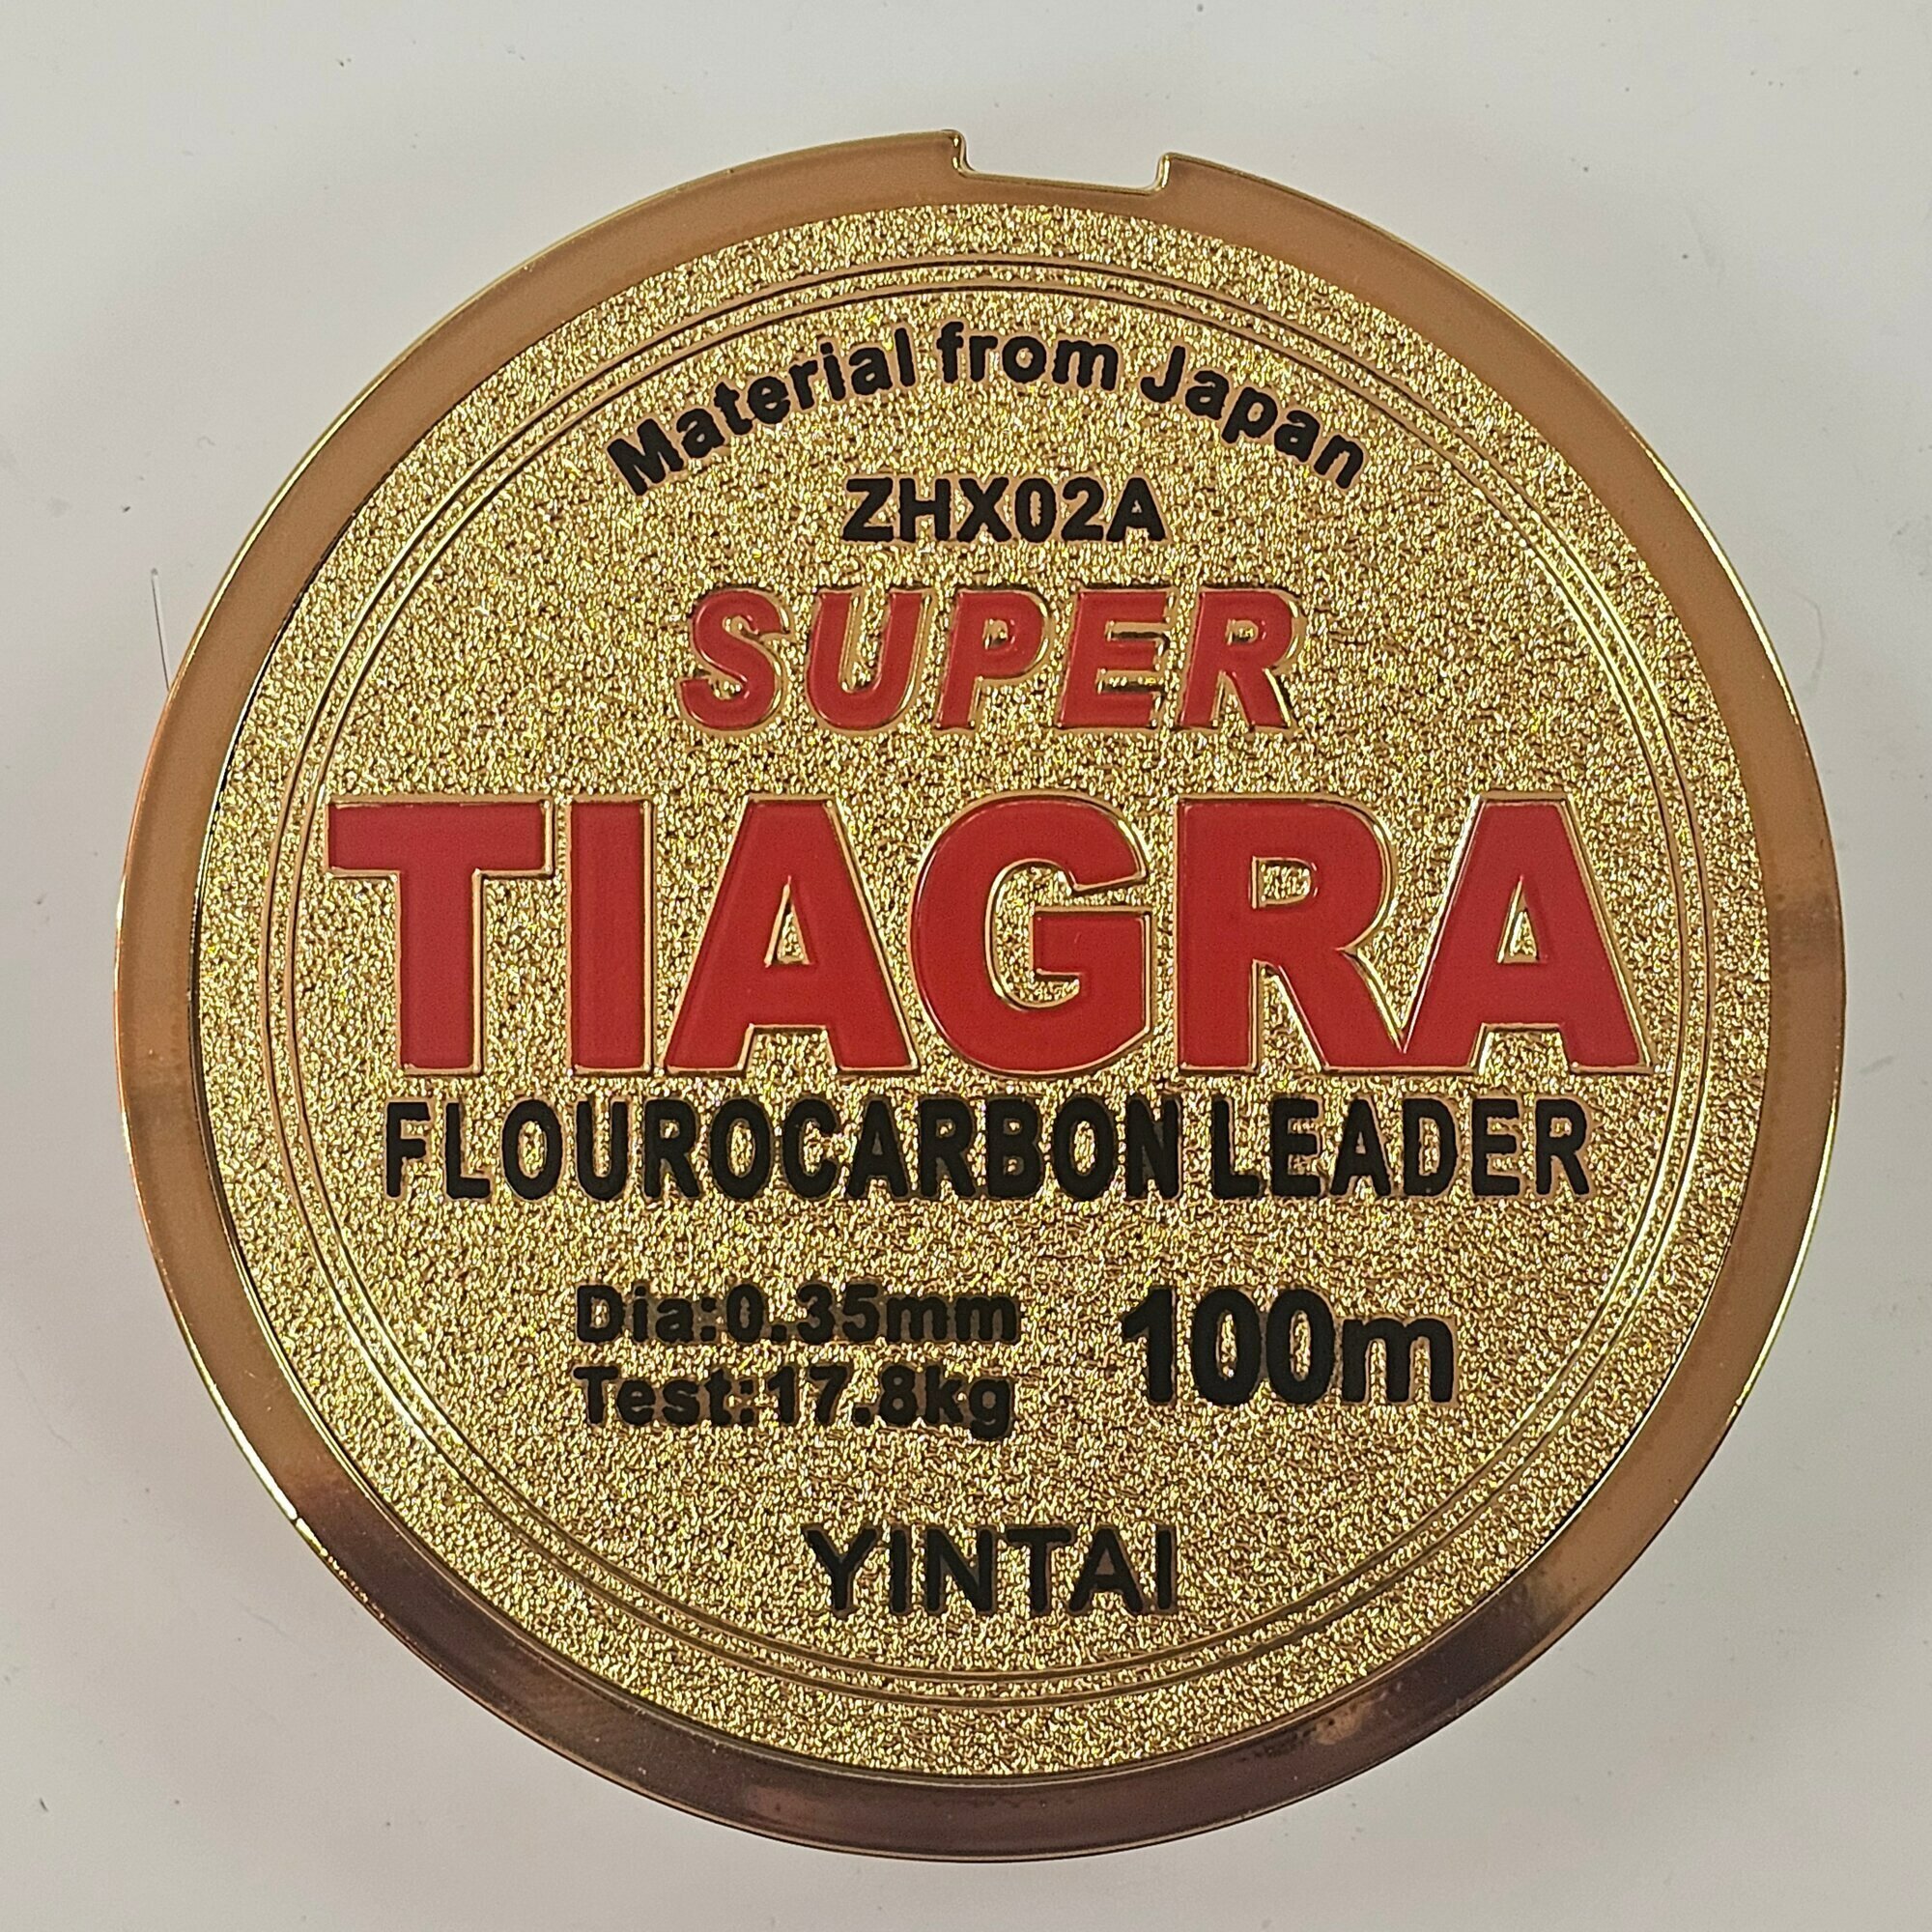 Material from Japan
ZHX02A
SUPER
TIAGRA
FLOUROCARBON LEADER
Dia:0.35mm
Test:17.8kg
100m
YINTAI